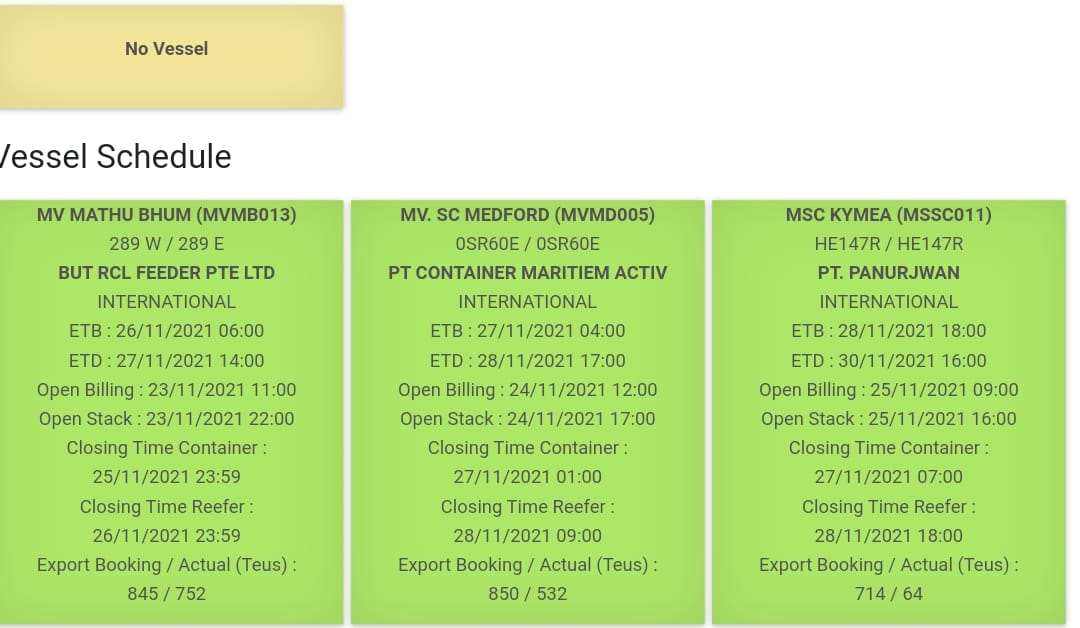 No Vessel
Vessel Schedule
MV MATHU BHUM (MVMB013)
289 W / 289 E
BUT RCL FEEDER PTE LTD
INTERNATIONAL
ETB : 26/11/2021 06:00
ETD : 27/11/2021 14:00
Open Billing : 23/11/2021 11:00
Open Stack : 23/11/2021 22:00
Closing Time Container :
25/11/2021 23:59
Closing Time Reefer :
26/11/2021 23:59
Export Booking / Actual (Teus) :
845 / 752
MV. SC MEDFORD (MVMD005)
0SR60E / 0SR60E
PT CONTAINER MARITIEM ACTIV
INTERNATIONAL
ETB : 27/11/2021 04:00
ETD : 28/11/2021 17:00
Open Billing : 24/11/2021 12:00
Open Stack : 24/11/2021 17:00
Closing Time Container :
27/11/2021 01:00
Closing Time Reefer :
28/11/2021 09:00
Export Booking / Actual (Teus) :
850 / 532
MSC KYMEA (MSSC011)
HE147R / HE147R
PT. PANURJWAN
INTERNATIONAL
ETB : 28/11/2021 18:00
ETD : 30/11/2021 16:00
Open Billing : 25/11/2021 09:00
Open Stack : 25/11/2021 16:00
Closing Time Container :
27/11/2021 07:00
Closing Time Reefer :
28/11/2021 18:00
Export Booking / Actual (Teus) :
714 / 64